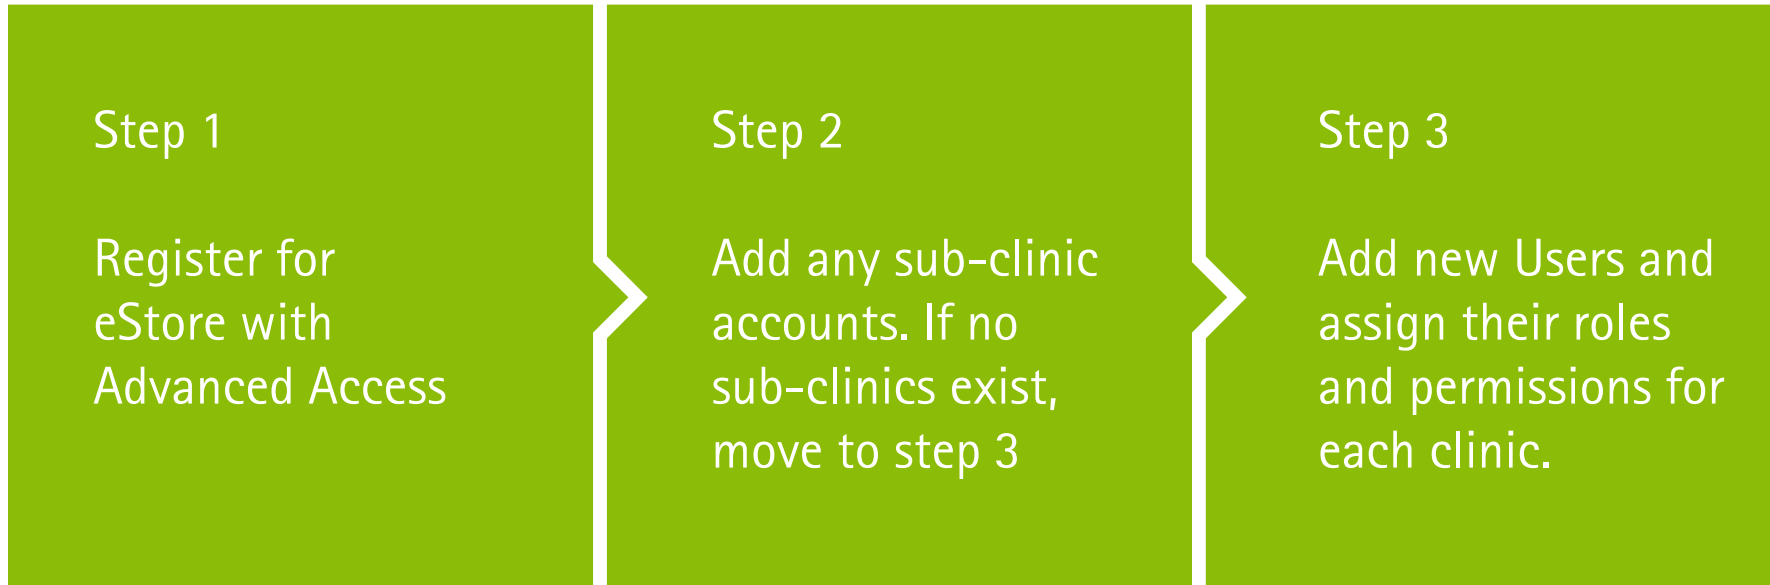 Step 1
Register for
eStore with
Advanced Access
Step 2
Add any sub-clinic
accounts. If no
sub-clinics exist,
move to step 3
Step 3
Add new Users and
assign their roles
and permissions for
each clinic.